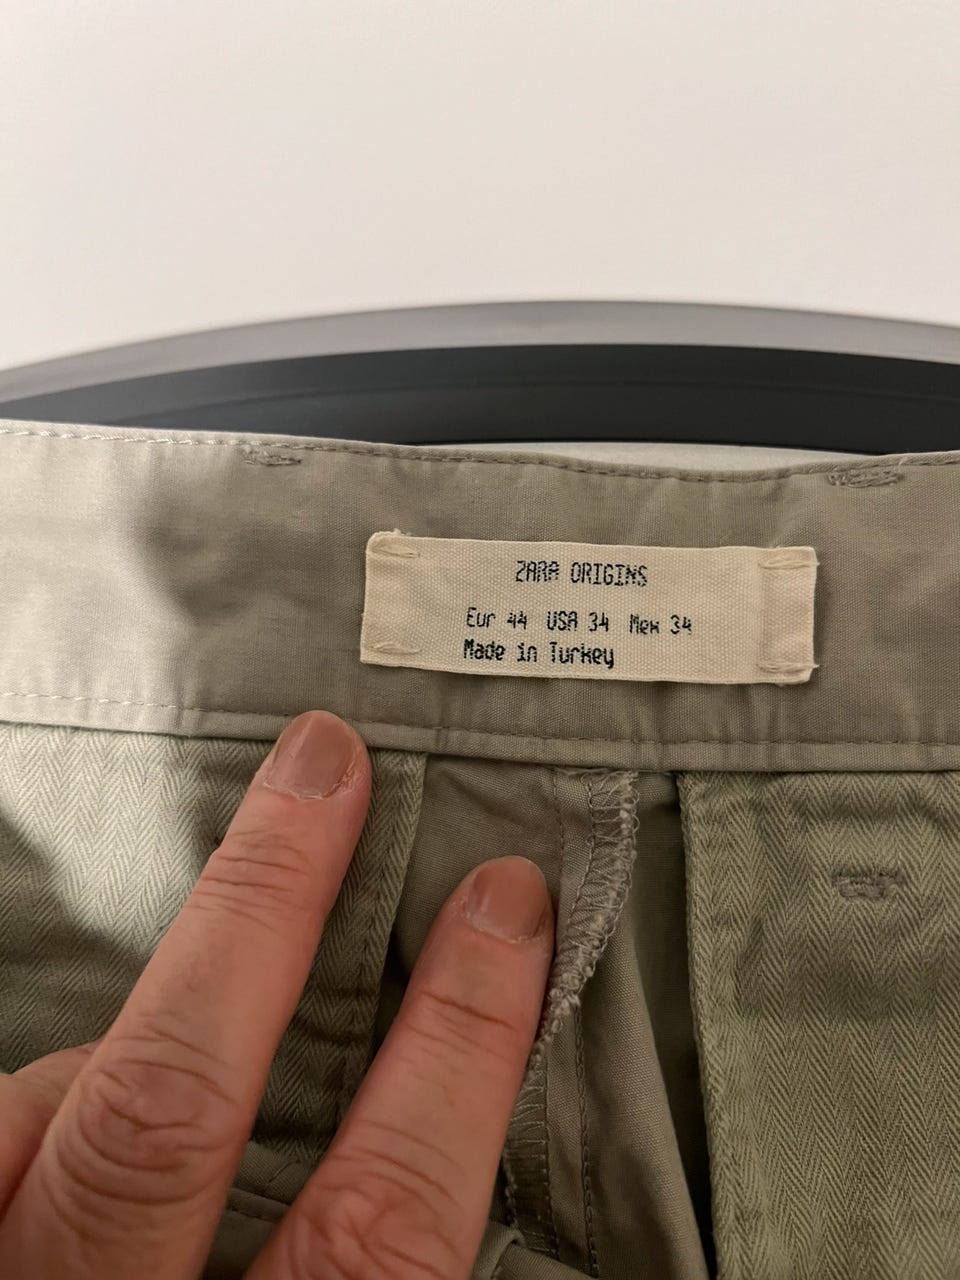 ZARA ORIGINS
Eur 44 USA 34 Mex 34
Made in Turkey